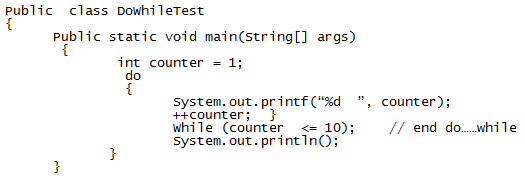 Public  class DoWhileTest
{
Public static void main(String[] args)
{
int counter = 1;
do
{
System.out.printf(“%d  ”, counter);
++counter;  }
While (counter  <= 10);    // end do……while
System.out.println();
}
}